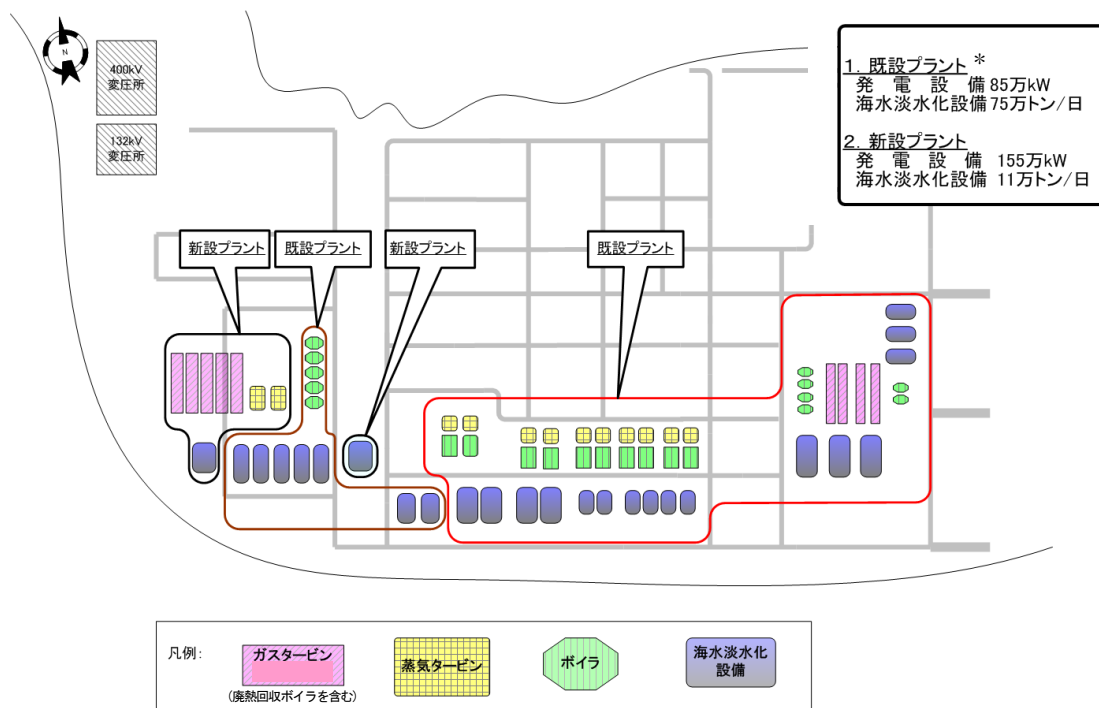 N
400kV
変圧所
132kV
変圧所
1. 既設プラント *
発 電 設 備 85万kW
海水淡水化設備 75万トン/日
2. 新設プラント
発 電 設 備 155万kW
海水淡水化設備 11万トン/日
新設プラント
既設プラント
新設プラント
既設プラント
凡例:
ガスタービン
(廃熱回収ボイラを含む)
蒸気タービン
ボイラ
海水淡水化
設備